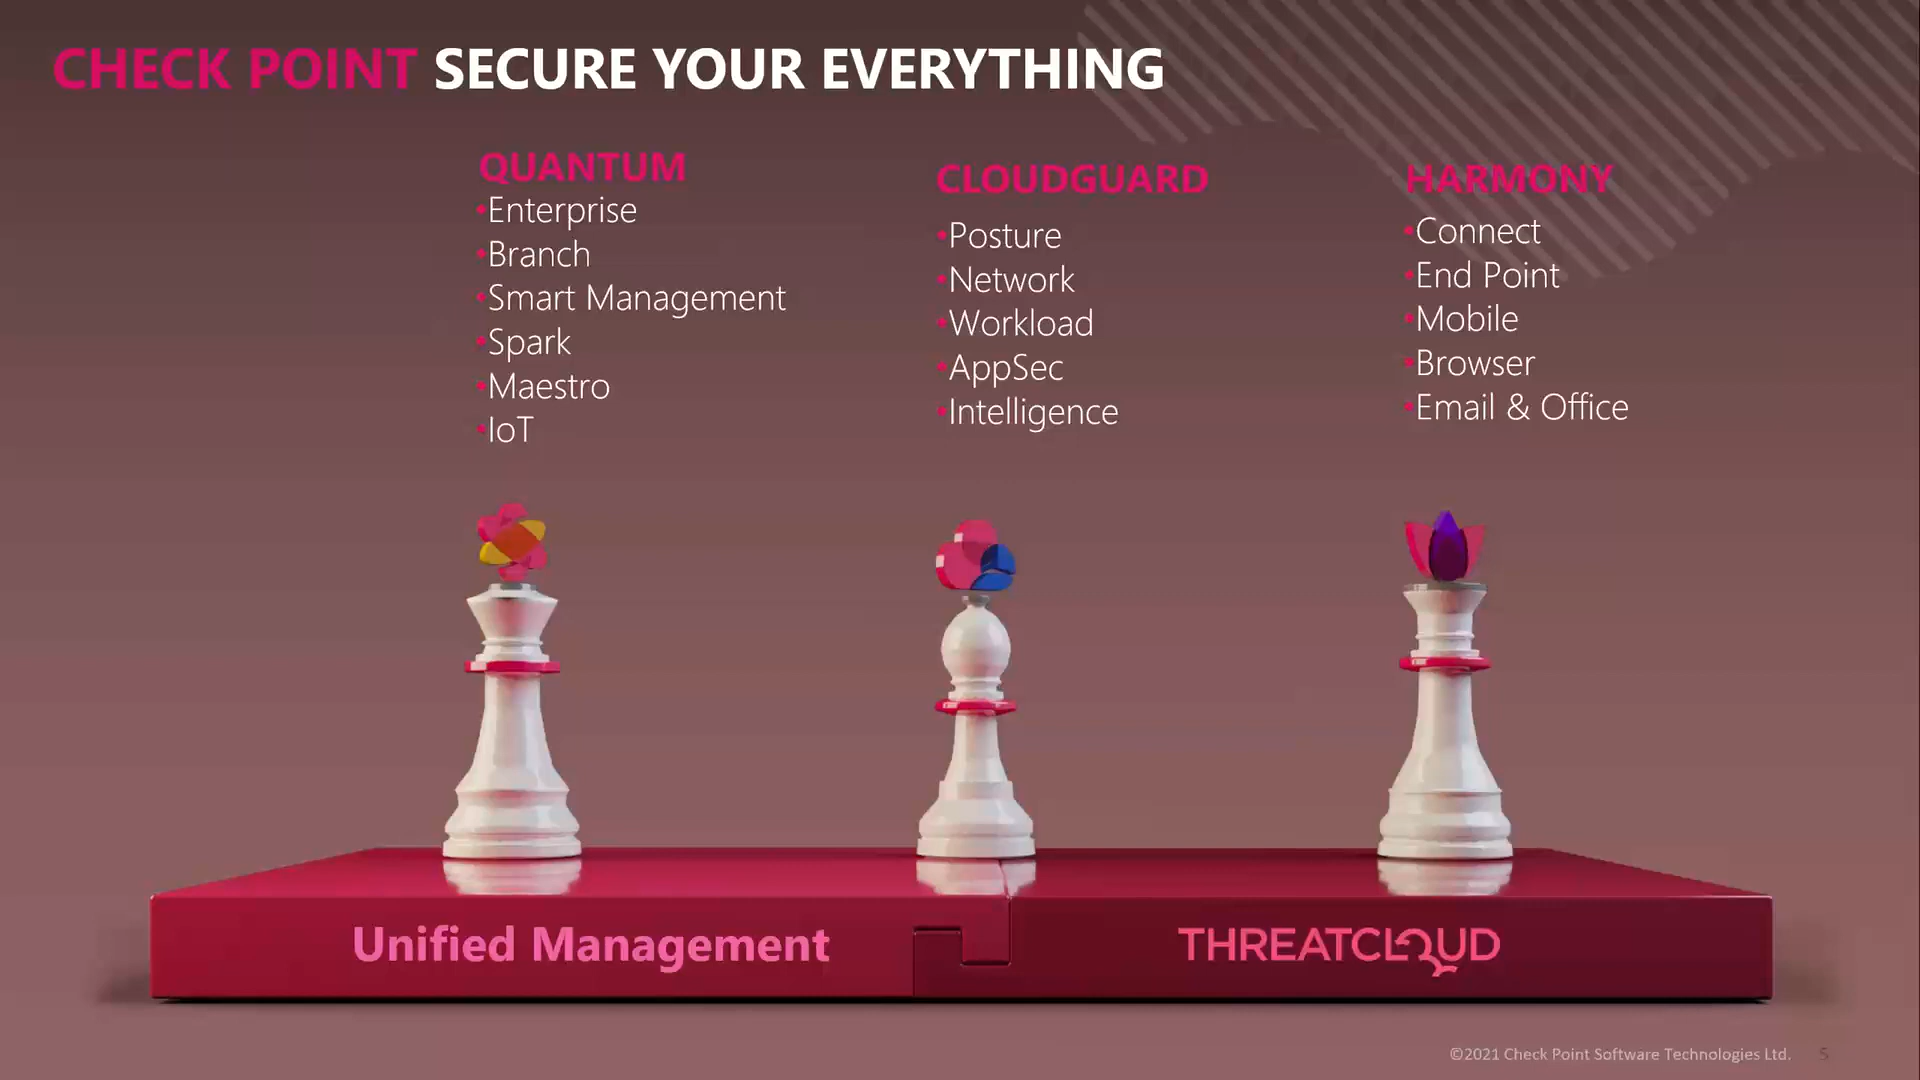 CHECK POINT SECURE YOUR EVERYTHING
QUANTUM
•Enterprise
•Branch
•Smart Management
•Spark
•Maestro
•IoT
CLOUDGUARD
•Posture
•Network
•Workload
•AppSec
•Intelligence
HARMONY
•Connect
•End Point
•Mobile
•Browser
•Email & Office
Unified Management
THREATCLOUD
©2021 Check Point Software Technologies Ltd. 5